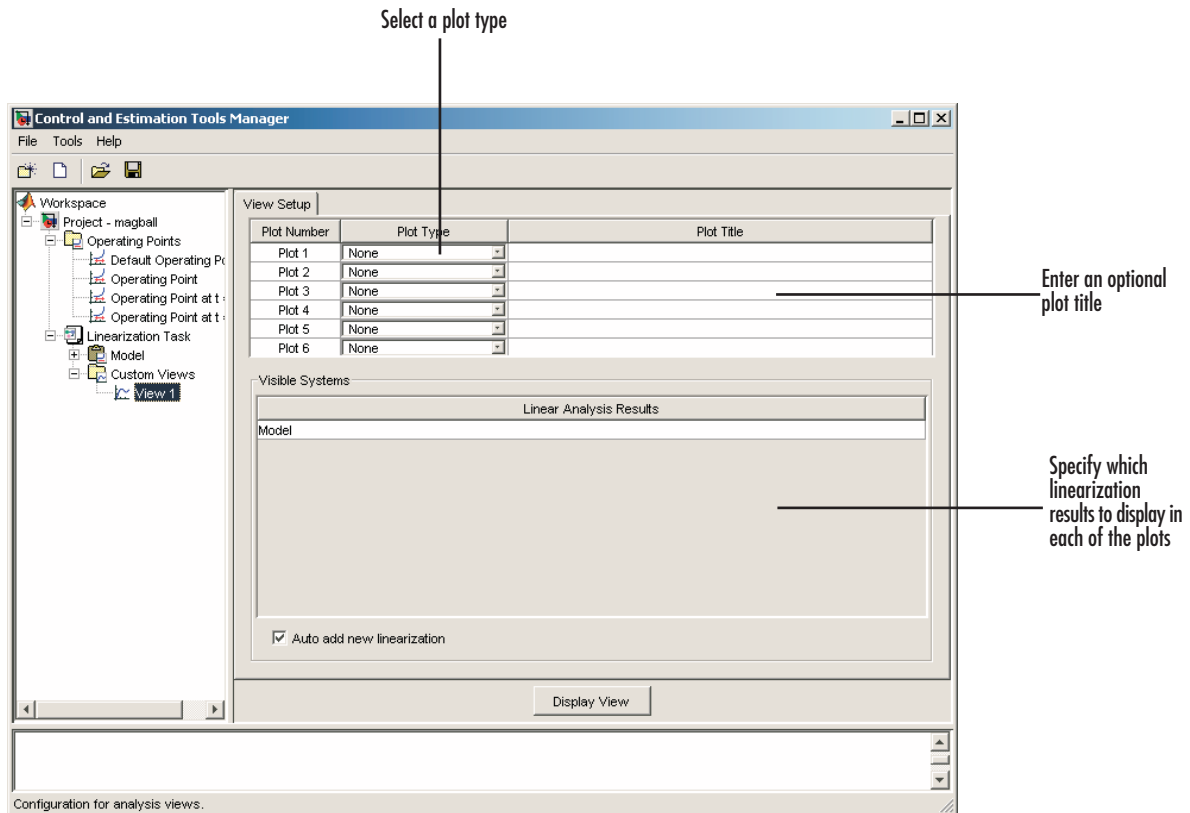 Select a plot type
Control and Estimation Tools Manager
File Tools Help
Workspace
Project - magball
Operating Points
Default Operating Po
Operating Point
Operating Point at t =
Operating Point at t =
Linearization Task
Model
Custom Views
View 1
View Setup
Plot Number Plot Type Plot Title
Plot 1 None
Plot 2 None
Plot 3 None
Plot 4 None
Plot 5 None
Plot 6 None
Enter an optional
plot title
Visible Systems
Linear Analysis Results
Model
Specify which
linearization
results to display in
each of the plots
Auto add new linearization
Display View
Configuration for analysis views.